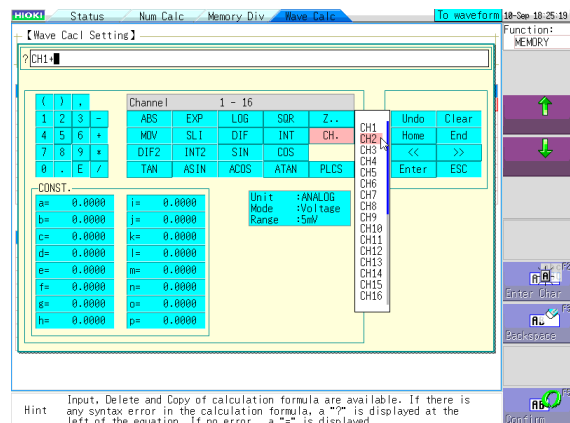 HIOKI Status Num Calc Memory Div Wave Calc To waveform 10-Sep 18:25:19
Function:
MEMORY
【Wave Cacl Setting】
?CH1+
( ) , Channel 1 - 16
1 2 3 - ABS EXP LOG SQR Z.. Undo Clear
4 5 6 + MOV SLI DIF INT CH. Home End
7 8 9 * DIF2 INT2 SIN COS << >>
0 . E / TAN ASIN ACOS ATAN PLCS Enter ESC
CH1
CH2
CH3
CH4
CH5
CH6
CH7
CH8
CH9
CH10
CH11
CH12
CH13
CH14
CH15
CH16
CONST.
a= 0.0000 i= 0.0000
b= 0.0000 j= 0.0000
c= 0.0000 k= 0.0000
d= 0.0000 l= 0.0000
e= 0.0000 m= 0.0000
f= 0.0000 n= 0.0000
g= 0.0000 o= 0.0000
h= 0.0000 p= 0.0000
Unit :ANALOG
Mode :Voltage
Range :5mV
F2
Enter Char
Backspace
Confirm
Hint Input, Delete and Copy of calculation formula are available. If there is
any syntax error in the calculation formula, a "?" is displayed at the
left of the equation. If no error, a "=" is displayed.